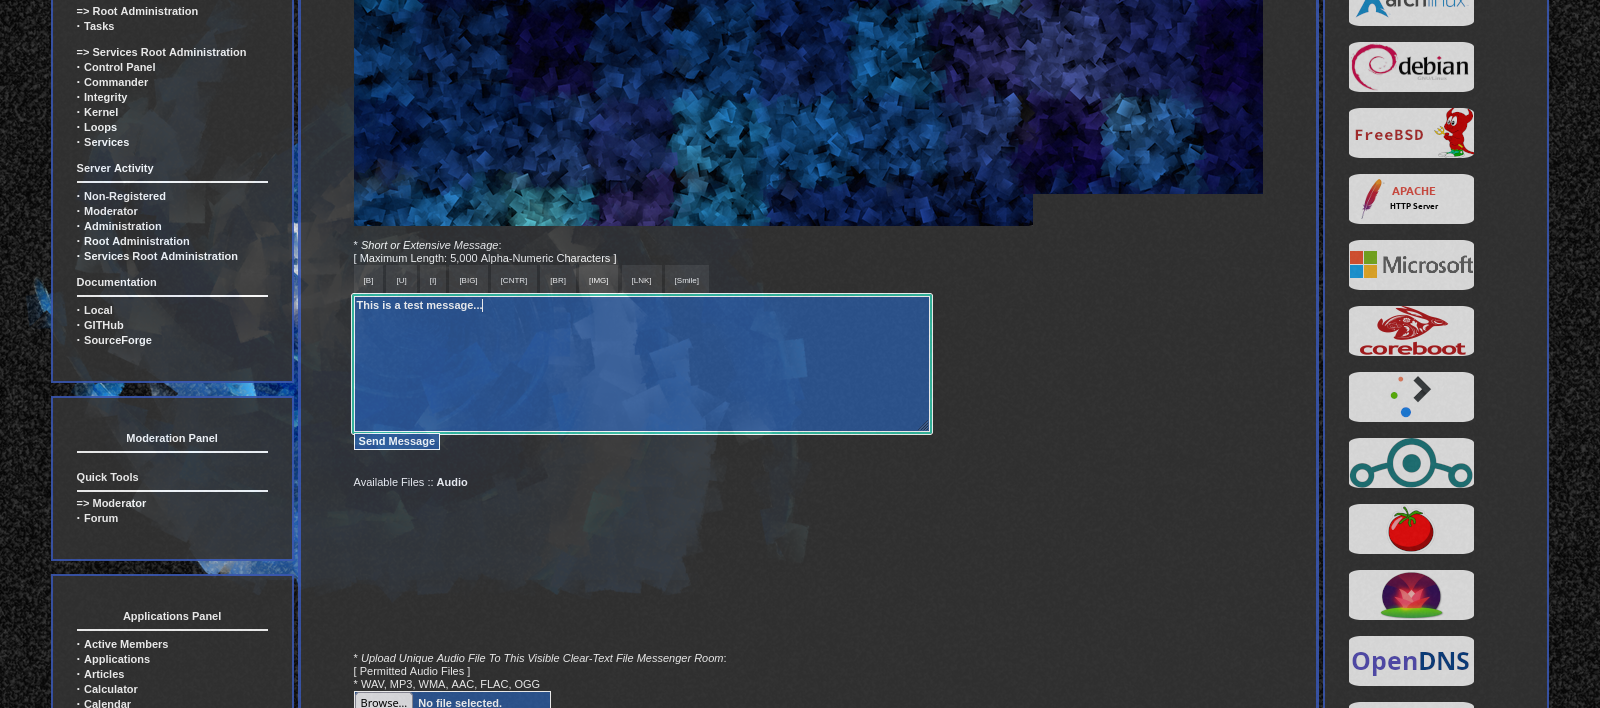 => Root Administration
· Tasks
=> Services Root Administration
· Control Panel
· Commander
· Integrity
· Kernel
· Loops
· Services
Server Activity
· Non-Registered
· Moderator
· Administration
· Root Administration
· Services Root Administration
Documentation
· Local
· GITHub
· SourceForge
Moderation Panel
Quick Tools
=> Moderator
· Forum
Applications Panel
· Active Members
· Applications
· Articles
· Calculator
· Calendar
* Short or Extensive Message:
[ Maximum Length: 5,000 Alpha-Numeric Characters ]
[B] [U] [I] [BIG] [CNTR] [BR] [IMG] [LNK] [Smile]
This is a test message...
Send Message
Available Files :: Audio
* Upload Unique Audio File To This Visible Clear-Text File Messenger Room:
[ Permitted Audio Files ]
* WAV, MP3, WMA, AAC, FLAC, OGG
Browse... No file selected.
archlinux
debian
GNU/Linux
FreeBSD
APACHE
HTTP Server
Microsoft
coreboot
OpenDNS